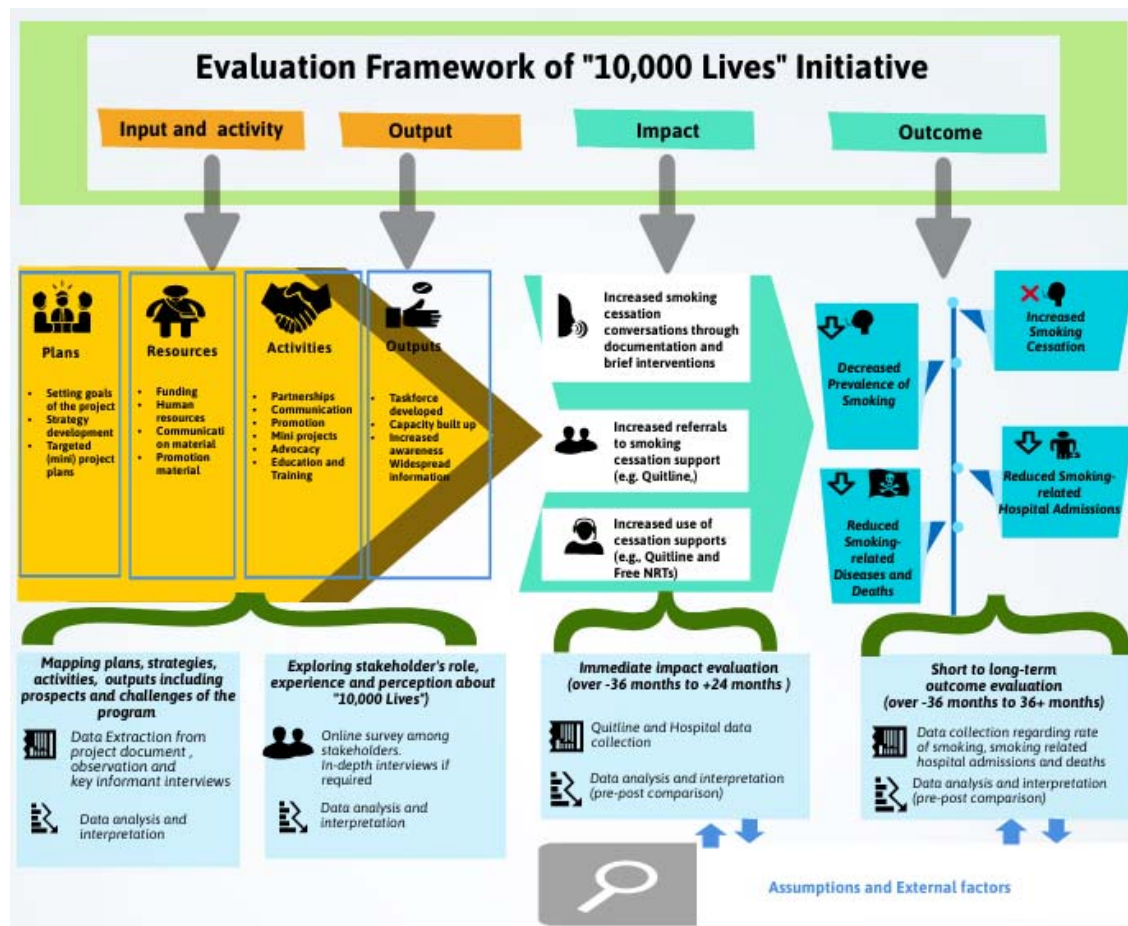 Evaluation Framework of "10,000 Lives" Initiative
Input and activity
Output
Impact
Outcome
Plans
• Setting goals
of the project
• Strategy
development
• Targeted
(mini) project
plans
Resources
• Funding
• Human
resources
• Communicati
on material
• Promotion
material
Activities
• Partnerships
• Communication
• Promotion
• Mini projects
• Advocacy
• Education and
Training
Outputs
• Taskforce
developed
• Capacity built up
• Increased
awareness
Widespread
information
Increased smoking
cessation
conversations through
documentation and
brief interventions
Increased referrals
to smoking
cessation support
(e.g. Quitline,)
Increased use of
cessation supports
(e.g., Quitline and
Free NRTs)
Increased
Smoking
Cessation
Decreased
Prevalence of
Smoking
Reduced Smoking-
related
Hospital Admissions
Reduced
Smoking-
related
Diseases and
Deaths
Mapping plans, strategies,
activities, outputs including
prospects and challenges of the
program
Data Extraction from
project document ,
observation and
key informant interviews
Data analysis and
interpretation
Exploring stakeholder's role,
experience and perception about
"10,000 Lives")
Online survey among
stakeholders.
In-depth interviews if
required
Data analysis and
interpretation
Immediate impact evaluation
(over -36 months to +24 months )
Quitline and Hospital data
collection
Data analysis and interpretation
(pre-post comparison)
Short to long-term
outcome evaluation
(over -36 months to 36+ months)
Data collection regarding rate
of smoking, smoking related
hospital admissions and deaths
Data analysis and interpretation
(pre-post comparison)
Assumptions and External factors